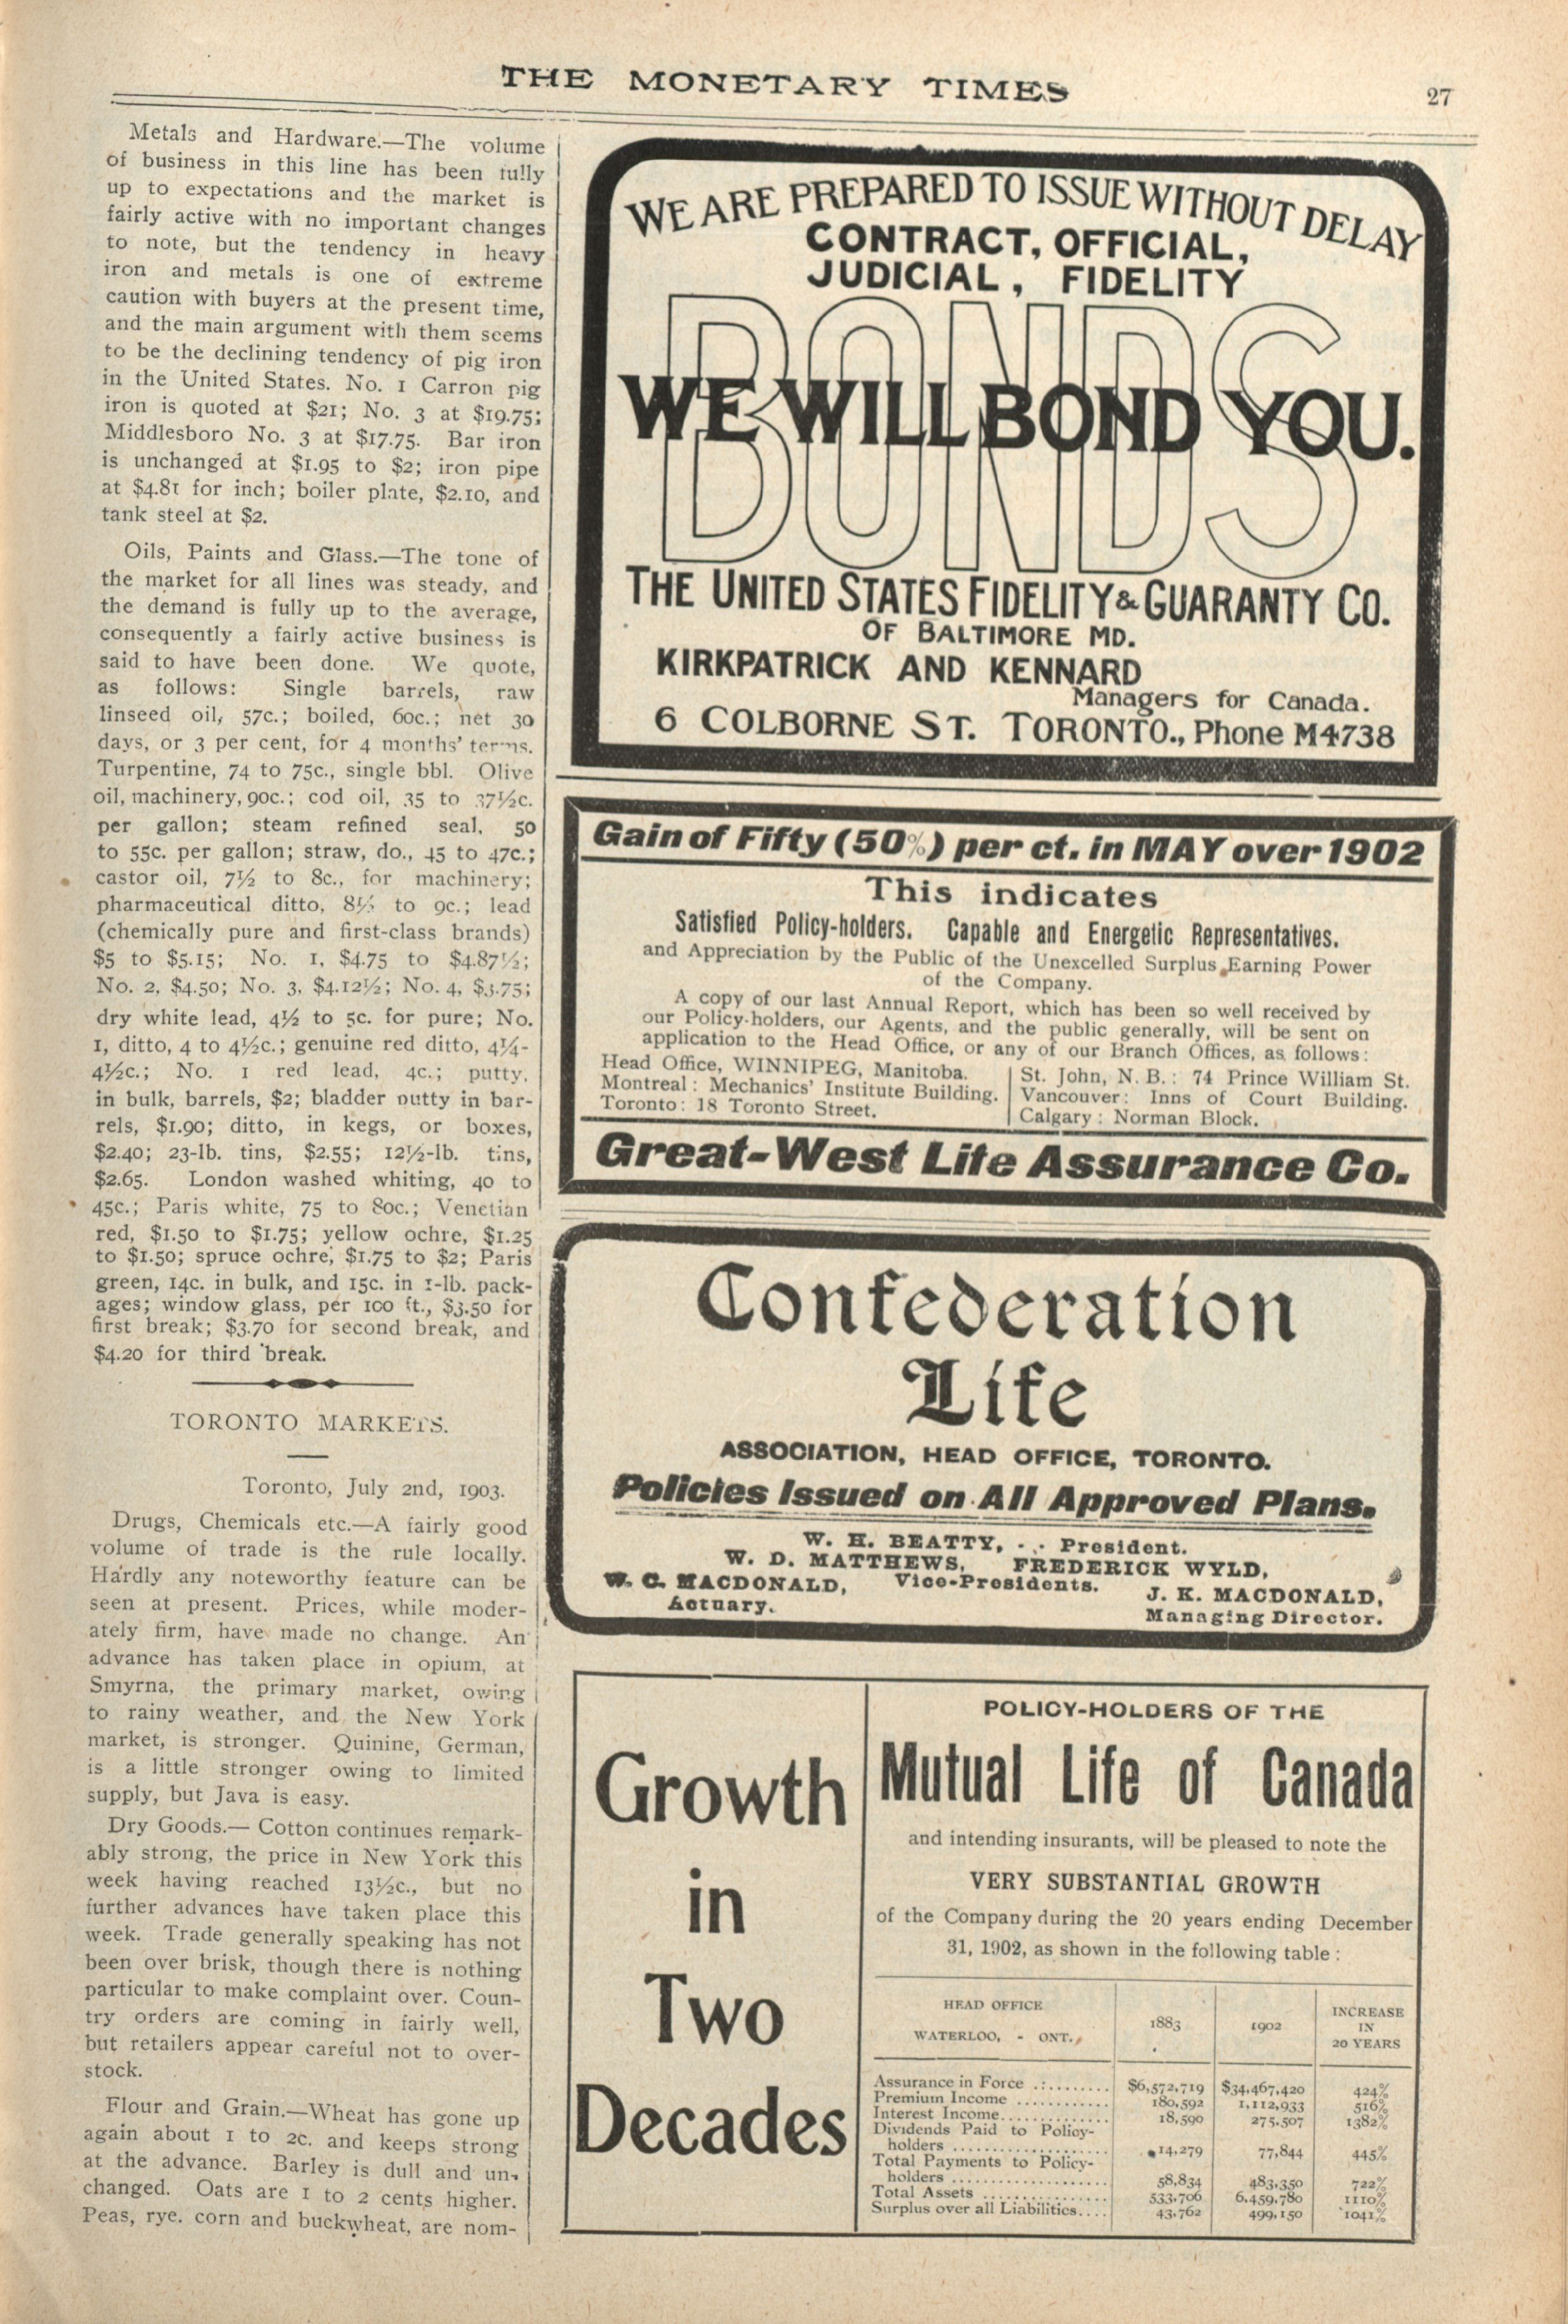 THE MONETARY TIMES
27
Metals and Hardware.—The volume
of business in this line has been fully
up to expectations and the market is
fairly active with no important changes
to note, but the tendency in heavy
iron and metals is one of extreme
caution with buyers at the present time,
and the main argument with them seems
to be the declining tendency of pig iron
in the United States. No. 1 Carron pig
iron is quoted at $21; No. 3 at $19.75;
Middlesboro No. 3 at $17.75. Bar iron
is unchanged at $1.95 to $2; iron pipe
at $4.81 for inch; boiler plate, $2.10, and
tank steel at $2.
Oils, Paints and Glass.—The tone of
the market for all lines was steady, and
the demand is fully up to the average,
consequently a fairly active business is
said to have been done. We quote,
as follows: Single barrels, raw
linseed oil, 57c.; boiled, 60c.; net 30
days, or 3 per cent, for 4 months' terms.
Turpentine, 74 to 75c., single bbl. Olive
oil, machinery, 90c.; cod oil, 35 to 37½c.
per gallon; steam refined seal, 50
to 55c. per gallon; straw, do., 45 to 47c.;
castor oil, 7½ to 8c., for machinery;
pharmaceutical ditto, 8½ to 9c.; lead
(chemically pure and first-class brands)
$5 to $5.15; No. 1, $4.75 to $4.87½;
No. 2, $4.50; No. 3, $4.12½; No. 4, $3.75;
dry white lead, 4½ to 5c. for pure; No.
1, ditto, 4 to 4½c.; genuine red ditto, 4¼-
4½c.; No. 1 red lead, 4c.; putty,
in bulk, barrels, $2; bladder putty in bar-
rels, $1.90; ditto, in kegs, or boxes,
$2.40; 23-lb. tins, $2.55; 12½-lb. tins,
$2.65. London washed whiting, 40 to
45c.; Paris white, 75 to 80c.; Venetian
red, $1.50 to $1.75; yellow ochre, $1.25
to $1.50; spruce ochre, $1.75 to $2; Paris
green, 14c. in bulk, and 15c. in 1-lb. pack-
ages; window glass, per 100 ft., $3.50 for
first break; $3.70 for second break, and
$4.20 for third break.
TORONTO MARKETS.
Toronto, July 2nd, 1903.
Drugs, Chemicals etc.—A fairly good
volume of trade is the rule locally.
Hardly any noteworthy feature can be
seen at present. Prices, while moder-
ately firm, have made no change. An
advance has taken place in opium, at
Smyrna, the primary market, owing
to rainy weather, and the New York
market, is stronger. Quinine, German,
is a little stronger owing to limited
supply, but Java is easy.
Dry Goods.— Cotton continues remark-
ably strong, the price in New York this
week having reached 13½c., but no
further advances have taken place this
week. Trade generally speaking has not
been over brisk, though there is nothing
particular to make complaint over. Coun-
try orders are coming in fairly well,
but retailers appear careful not to over-
stock.
Flour and Grain.—Wheat has gone up
again about 1 to 2c. and keeps strong
at the advance. Barley is dull and un-
changed. Oats are 1 to 2 cents higher.
Peas, rye. corn and buckwheat, are nom-
WE ARE PREPARED TO ISSUE WITHOUT DELAY
CONTRACT, OFFICIAL,
JUDICIAL, FIDELITY
BONDS
WE WILL BOND YOU.
THE UNITED STATES FIDELITY & GUARANTY CO.
OF BALTIMORE MD.
KIRKPATRICK AND KENNARD
Managers for Canada.
6 COLBORNE ST. TORONTO., Phone M4738
Gain of Fifty (50%) per ct. in MAY over 1902
This indicates
Satisfied Policy-holders. Capable and Energetic Representatives.
and Appreciation by the Public of the Unexcelled Surplus Earning Power
of the Company.
A copy of our last Annual Report, which has been so well received by
our Policy-holders, our Agents, and the public generally, will be sent on
application to the Head Office, or any of our Branch Offices, as follows:
Head Office, WINNIPEG, Manitoba.
Montreal: Mechanics' Institute Building.
Toronto: 18 Toronto Street.
St. John, N. B.: 74 Prince William St.
Vancouver: Inns of Court Building.
Calgary: Norman Block.
Great-West Life Assurance Co.
Confederation
Life
ASSOCIATION, HEAD OFFICE, TORONTO.
Policies Issued on All Approved Plans.
W. H. BEATTY, - - President.
W. D. MATTHEWS, FREDERICK WYLD,
Vice-Presidents.
W. C. MACDONALD,
Actuary.
J. K. MACDONALD,
Managing Director.
Growth
in
Two
Decades
POLICY-HOLDERS OF THE
Mutual Life of Canada
and intending insurants, will be pleased to note the
VERY SUBSTANTIAL GROWTH
of the Company during the 20 years ending December
31, 1902, as shown in the following table:
HEAD OFFICE
WATERLOO, - ONT.,
1883
1902
INCREASE
IN
20 YEARS
Assurance in Force ......... $6,572,719 $34,467,420 424%
Premium Income ............ 180,592 1,112,933 516%
Interest Income.............. 18,590 275,507 1382%
Dividends Paid to Policy-
holders .................... 14,279 77,844 445%
Total Payments to Policy-
holders .................... 58,834 483,350 722%
Total Assets ................ 533,706 6,459,780 1110%
Surplus over all Liabilities.... 43,762 499,150 1041%